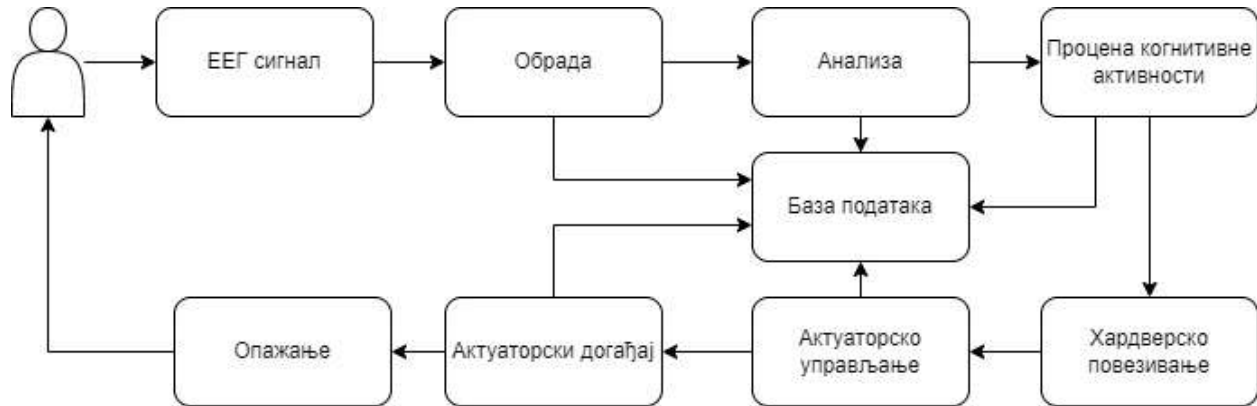 ЕЕГ сигнал
Обрада
Анализа
Процена когнитивне
активности
База података
Опажање
Актуаторски догађај
Актуаторско
управљање
Хардверско
повезивање